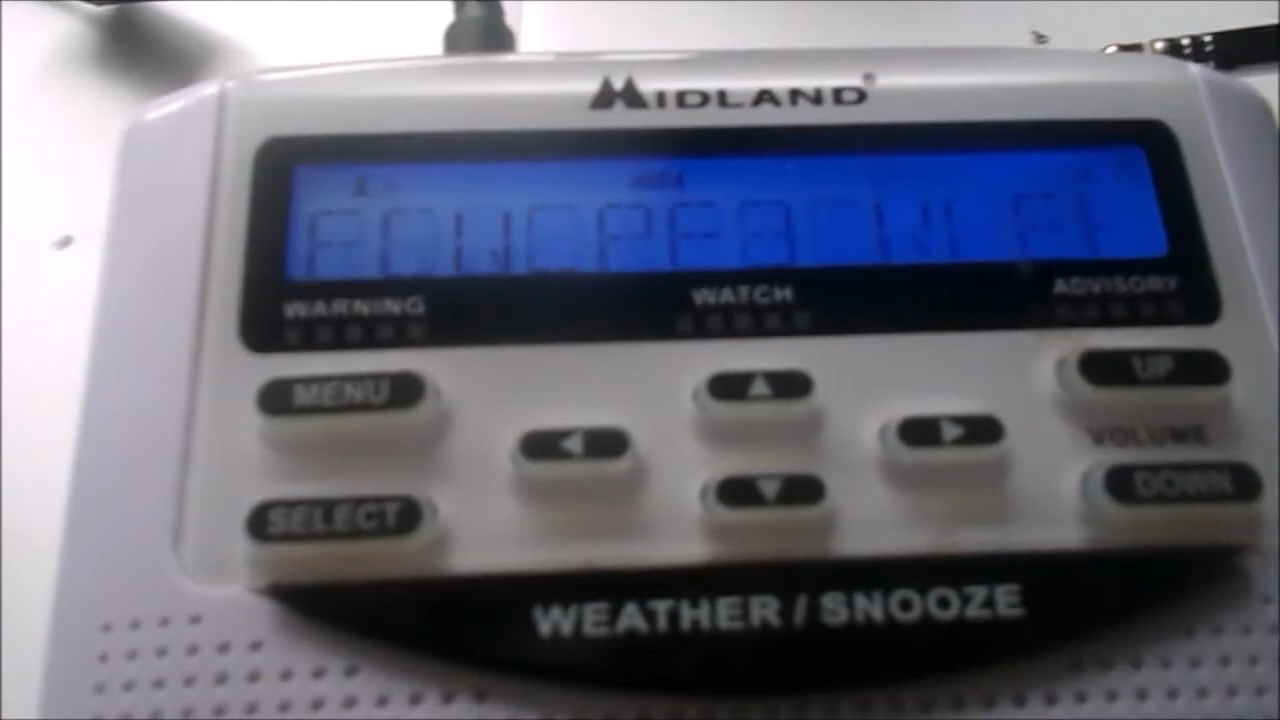 MIDLAND
WARNING WATCH ADVISORY
MENU UP
VOLUME
SELECT DOWN
WEATHER / SNOOZE